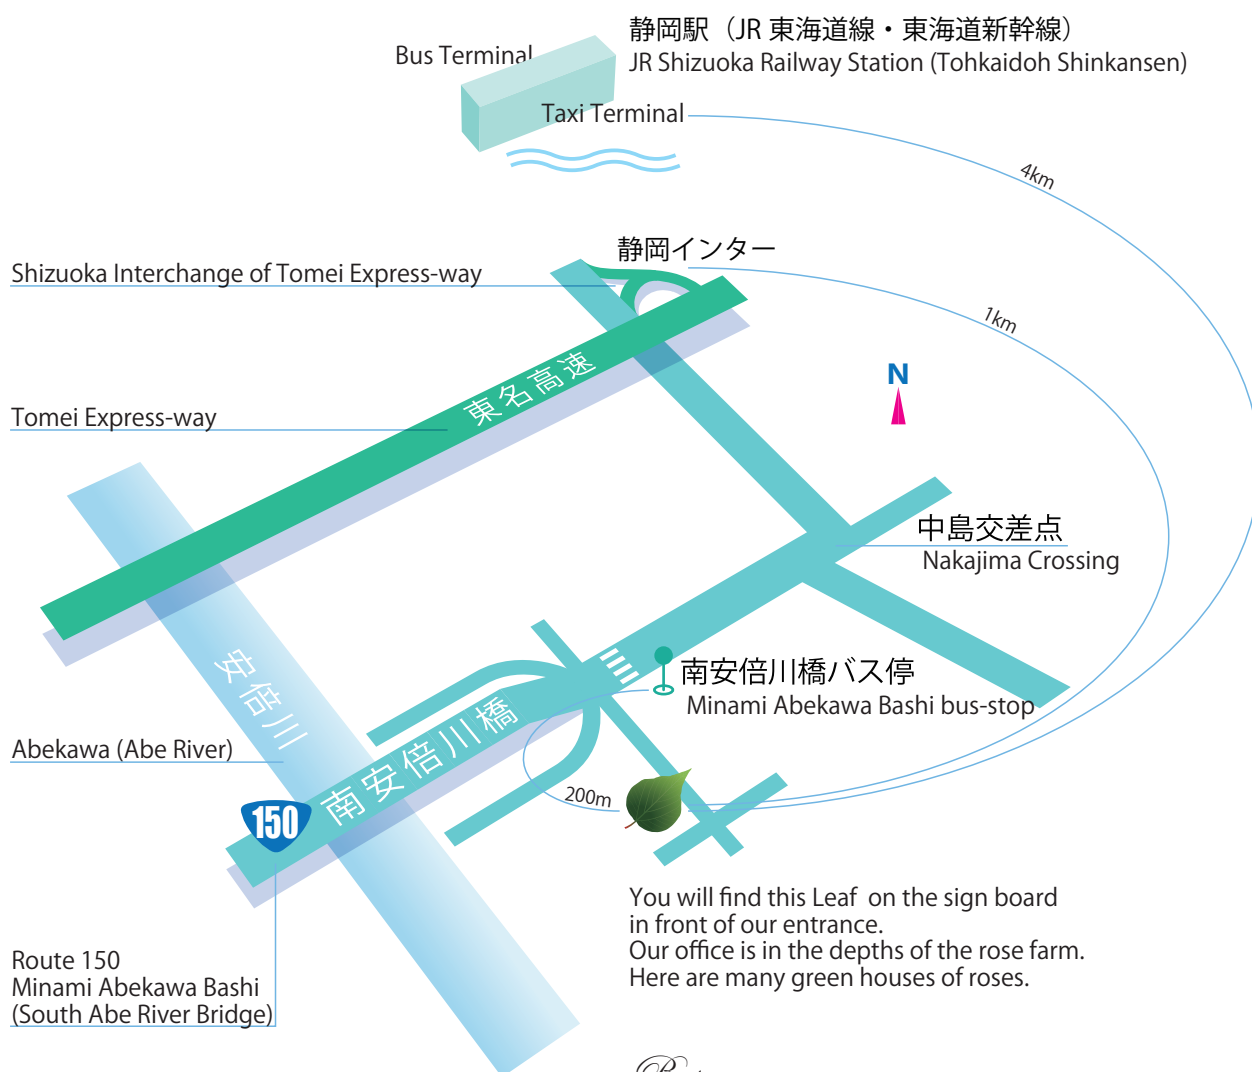 静岡駅（JR 東海道線・東海道新幹線）
Bus Terminal
JR Shizuoka Railway Station (Tohkaidoh Shinkansen)
Taxi Terminal
4km
静岡インター
Shizuoka Interchange of Tomei Express-way
1km
東名高速
N
Tomei Express-way
中島交差点
Nakajima Crossing
安倍川
南安倍川橋バス停
Minami Abekawa Bashi bus-stop
Abekawa (Abe River)
南安倍川橋
200m
150
You will find this Leaf on the sign board
in front of our entrance.
Our office is in the depths of the rose farm.
Here are many green houses of roses.
Route 150
Minami Abekawa Bashi
(South Abe River Bridge)